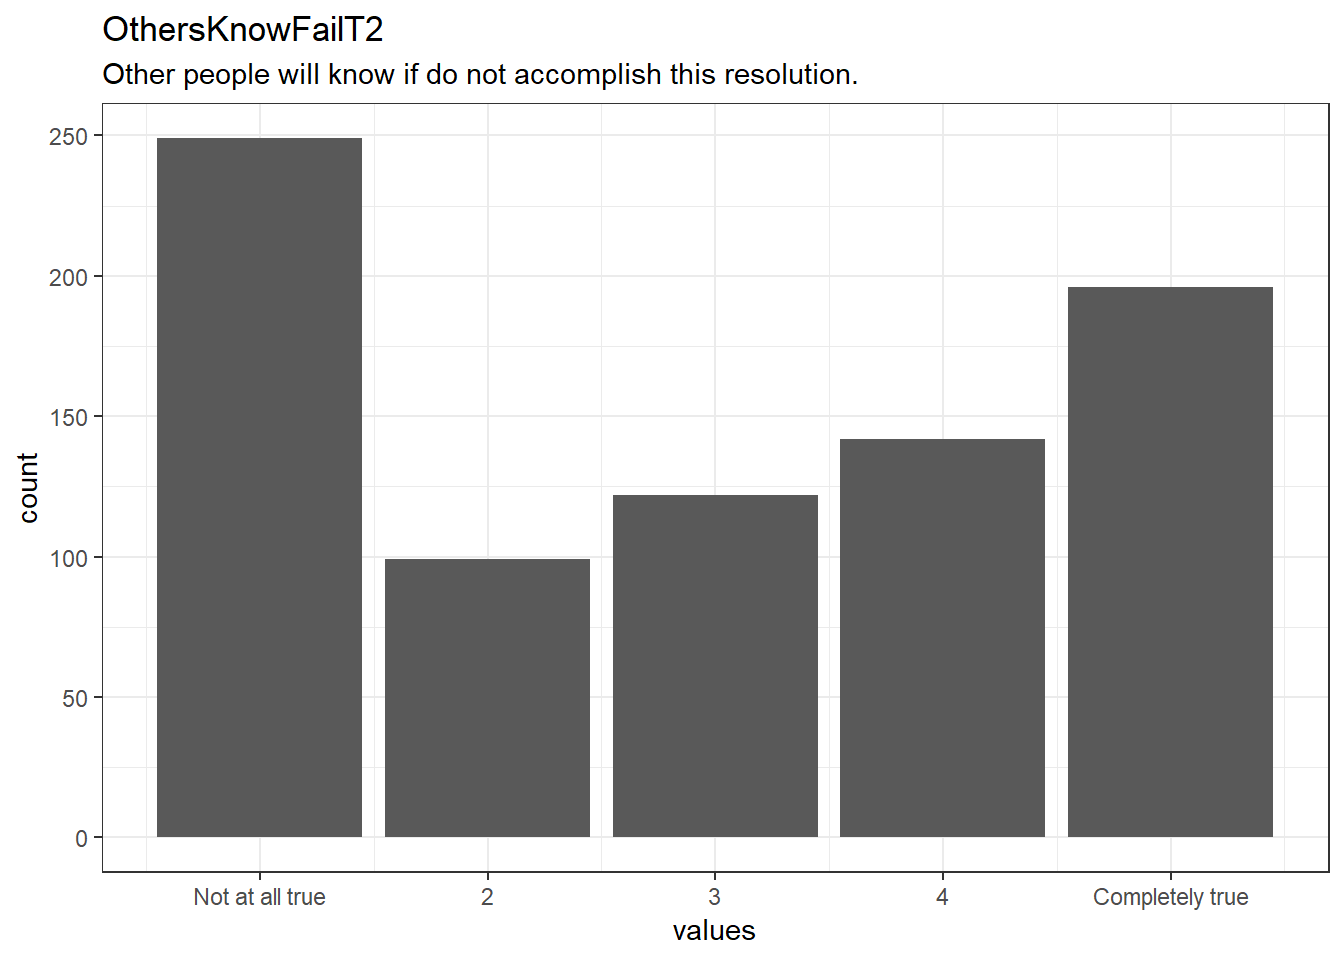 OthersKnowFailT2
Other people will know if do not accomplish this resolution.
250
200
150
100
50
0
count
Not at all true 2 3 4 Completely true
values